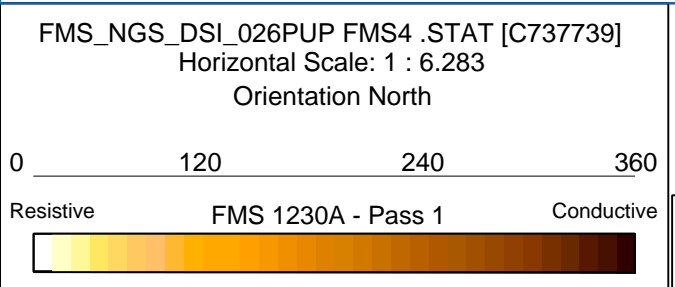 FMS_NGS_DSI_026PUP FMS4 .STAT [C737739]
Horizontal Scale: 1 : 6.283
Orientation North
0 120 240 360
Resistive FMS 1230A - Pass 1 Conductive